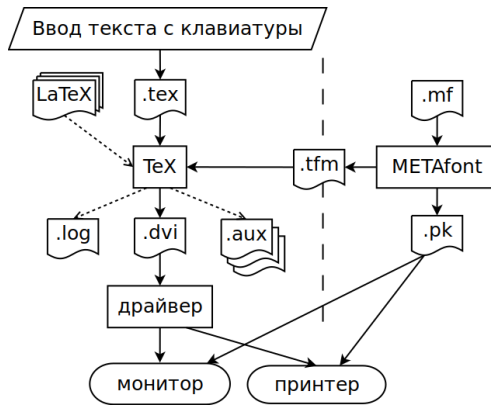 Ввод текста с клавиатуры
LaTeX
.tex
.mf
TeX
.tfm
METAfont
.log
.dvi
.aux
.pk
драйвер
монитор
принтер